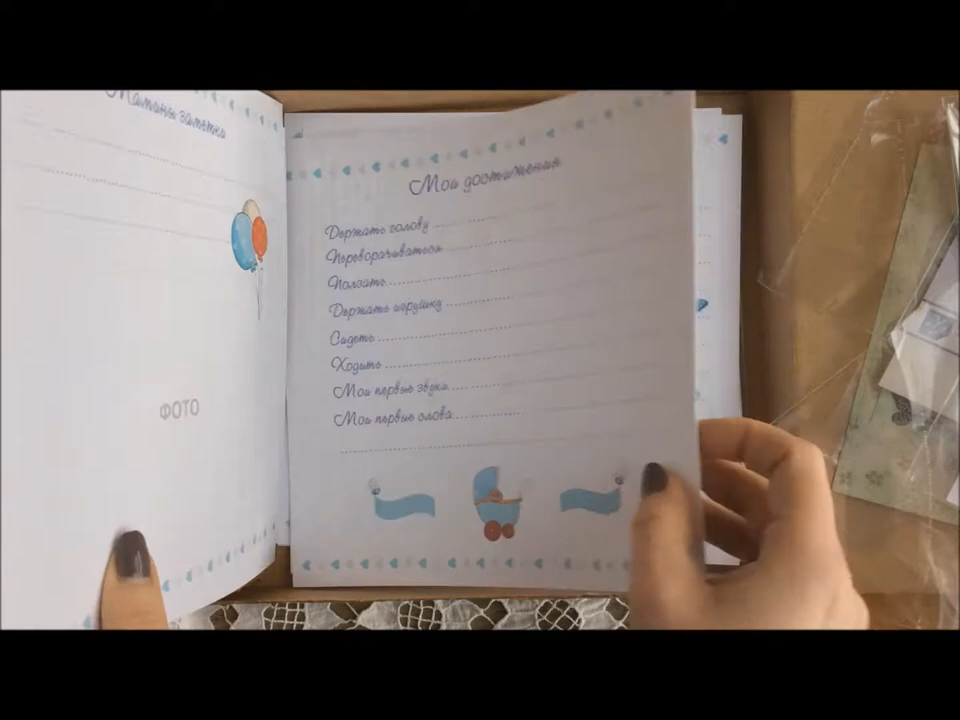 Мамины заметки
ФОТО
Мои достижения
Держать голову
Переворачиваться
Ползать
Держать игрушку
Сидеть
Ходить
Мои первые звуки
Мои первые слова